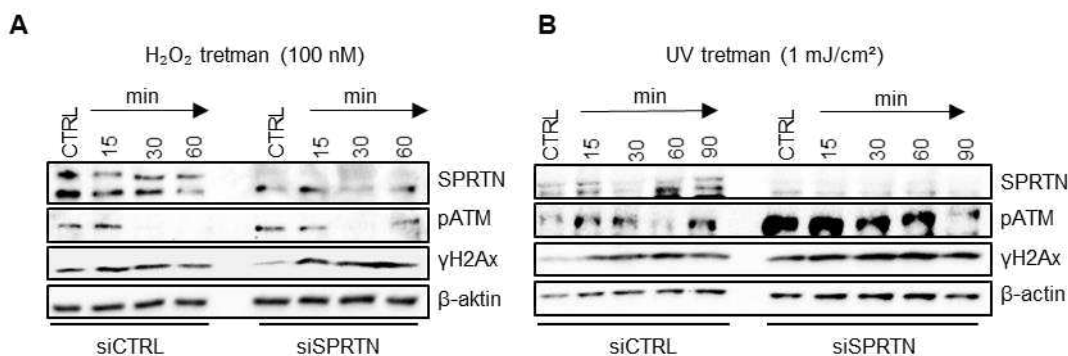 A
H₂O₂ tretman (100 nM)
min
min
CTRL
15
30
60
CTRL
15
30
60
SPRTN
pATM
γH2Ax
β-aktin
siCTRL
siSPRTN
B
UV tretman (1 mJ/cm²)
min
min
CTRL
15
30
60
90
CTRL
15
30
60
90
SPRTN
pATM
γH2Ax
β-actin
siCTRL
siSPRTN